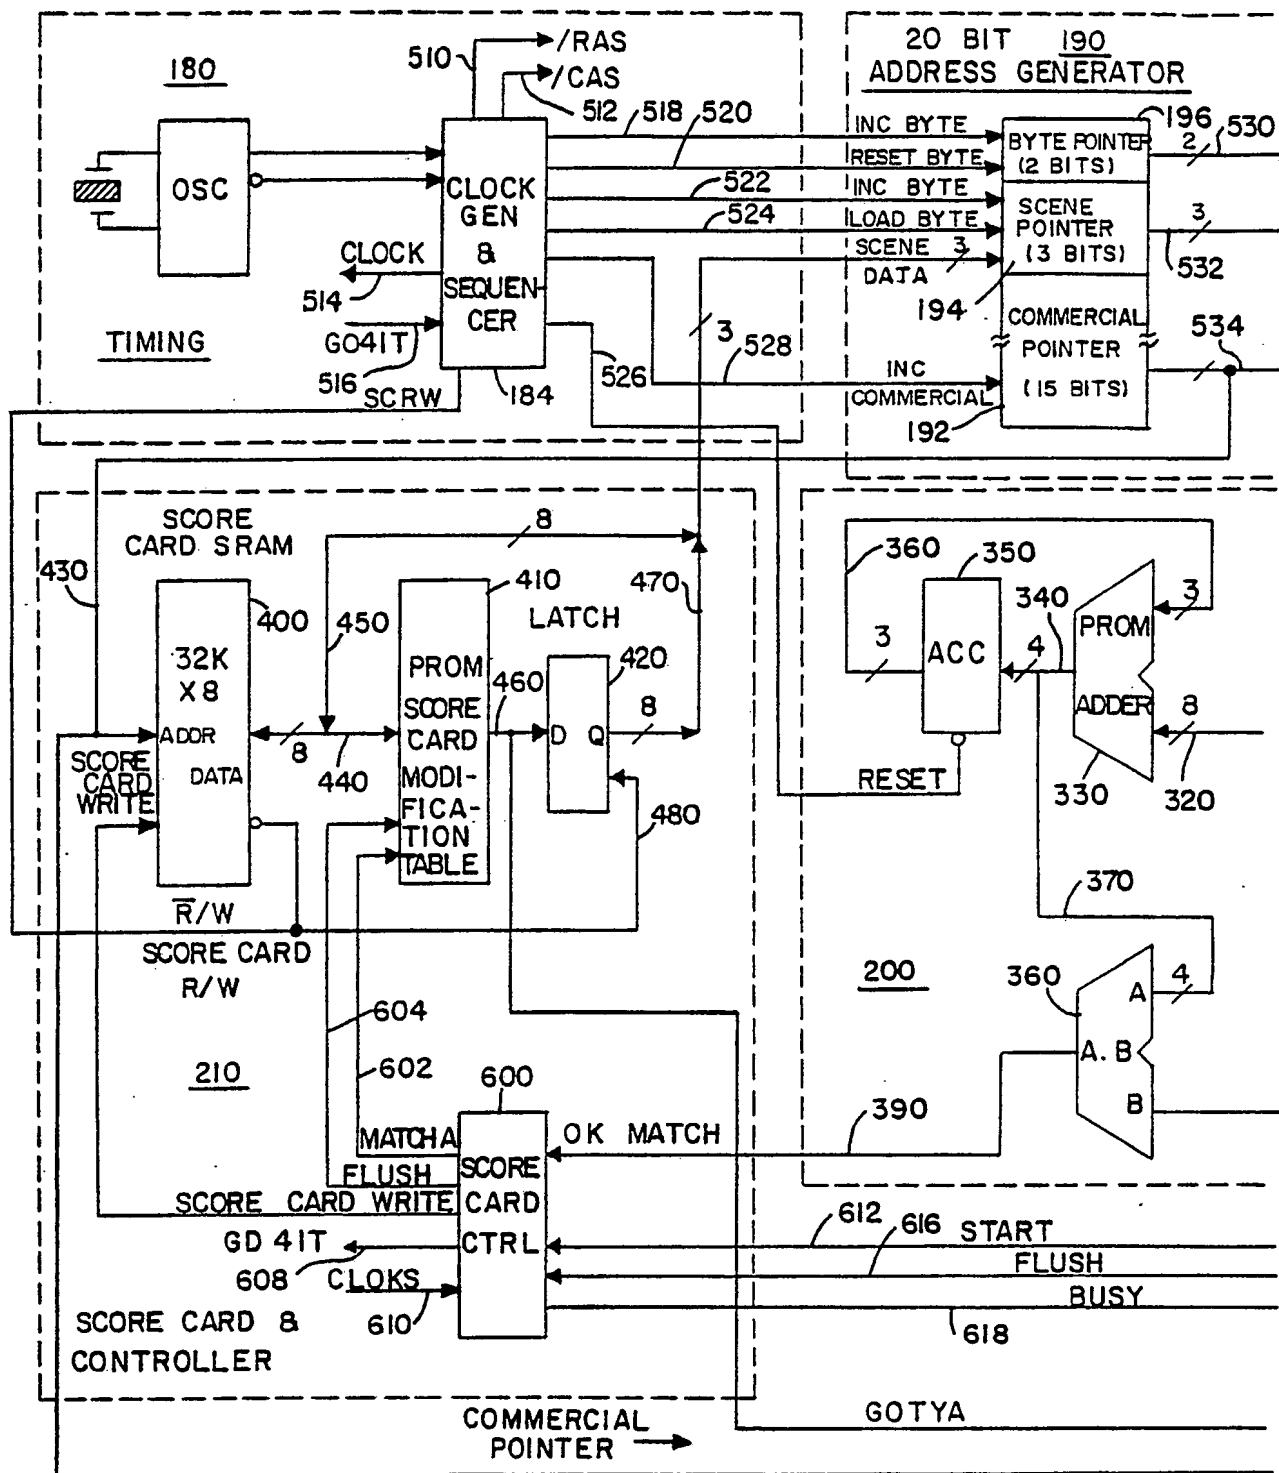 180
TIMING
OSC
510
/RAS
/CAS
512
518
520
522
524
CLOCK
GEN
&
SEQUEN-
CER
CLOCK
514
GO41T
516
SCRW
184
526
3
528
20 BIT 190
ADDRESS GENERATOR
196
INC BYTE
RESET BYTE
INC BYTE
LOAD BYTE
SCENE
DATA
3
INC
COMMERCIAL
BYTE POINTER
(2 BITS)
SCENE
POINTER
(3 BITS)
194
COMMERCIAL
POINTER
(15 BITS)
192
2
530
3
532
534
SCORE
CARD SRAM
430
400
32K
X8
ADDR
DATA
SCORE
CARD
WRITE
R̅/W
SCORE CARD
R/W
8
450
8
440
410
PROM
SCORE
CARD
MODI-
FICA-
TION
TABLE
LATCH
460
420
D Q
8
470
480
604
602
210
600
MATCHA
FLUSH
SCORE CARD WRITE
GD 41T
608
CLOKS
610
SCORE
CARD
CTRL
SCORE CARD &
CONTROLLER
360
350
3
ACC
RESET
340
4
PROM
ADDER
3
8
330
320
370
200
360
A
A. B
B
4
OK MATCH
390
612
616
START
FLUSH
BUSY
618
GOTYA
COMMERCIAL
POINTER